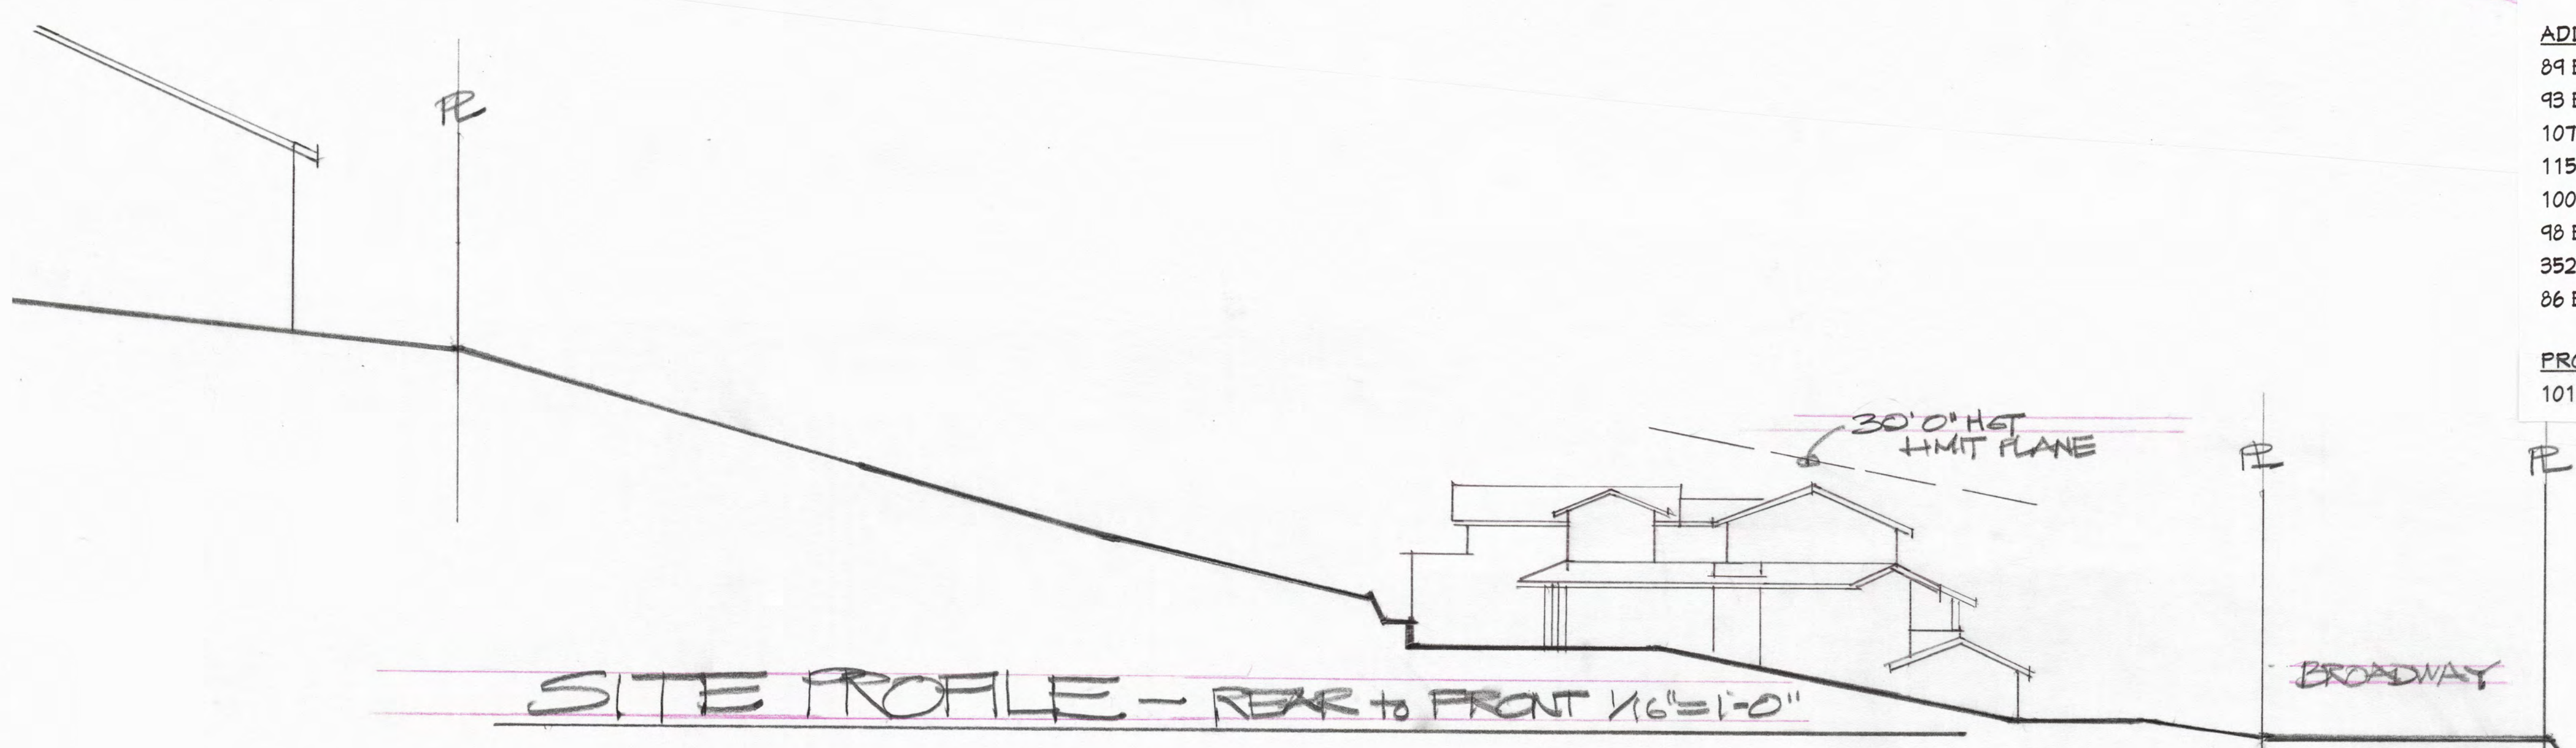 PL
30'0" HGT
LIMIT PLANE
PL
PL
BROADWAY
SITE PROFILE - REAR to FRONT 1/16"=1'-0"
89
93
107
115
100
98
352
86
101